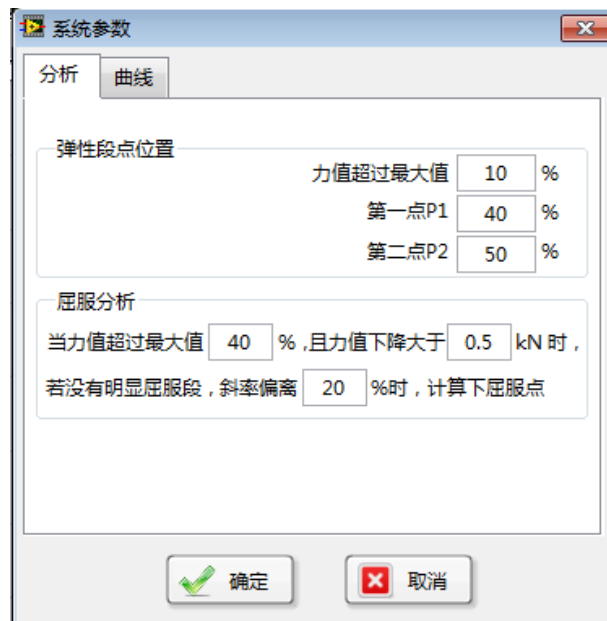 系统参数
分析 曲线
弹性段点位置
力值超过最大值 10 %
第一点P1 40 %
第二点P2 50 %
屈服分析
当力值超过最大值 40 %,且力值下降大于 0.5 kN 时，
若没有明显屈服段，斜率偏离 20 %时，计算下屈服点
确定 取消